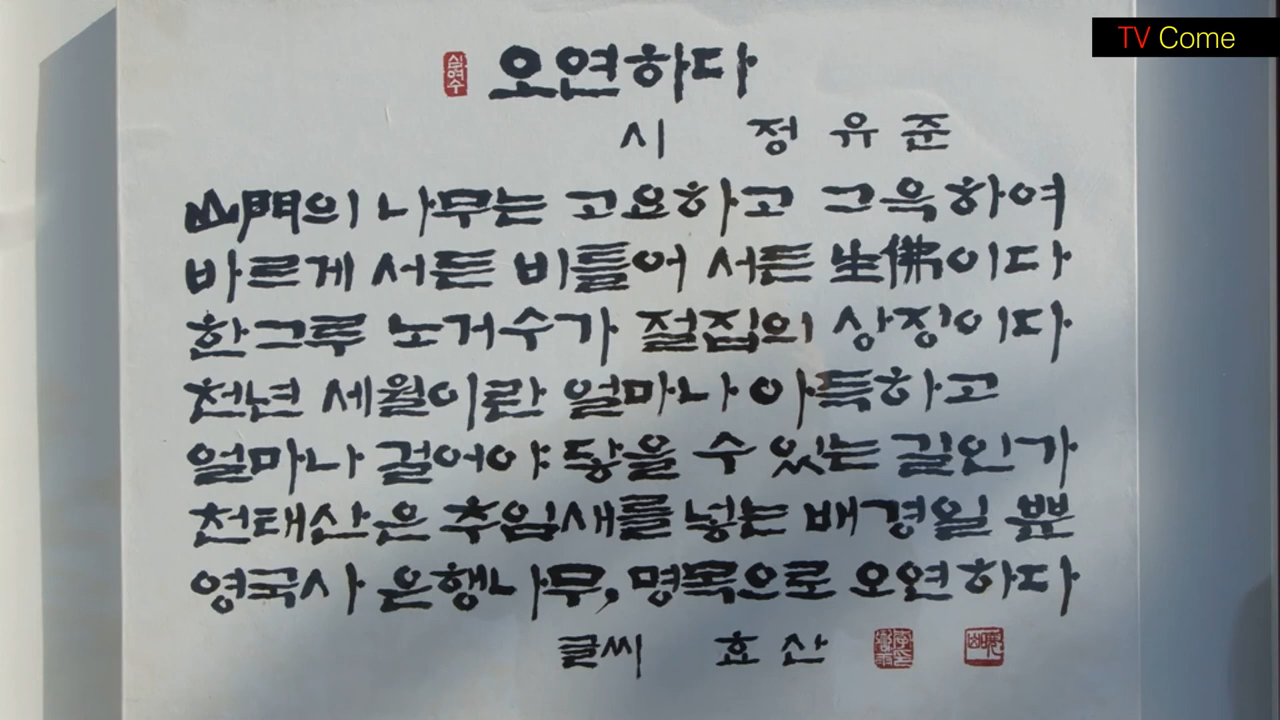 TV Come
심여수 오연하다
시 정유준
山門의 나무는 고요하고 그윽하여
바르게 서든 비틀어 서든 生佛이다
한그루 노거수가 절집의 상징이다
천년 세월이란 얼마나 아득하고
얼마나 걸어야 닿을 수 있는 길인가
천태산은 추임새를 넣는 배경일 뿐
영국사 은행나무, 명목으로 오연하다
글씨 효산